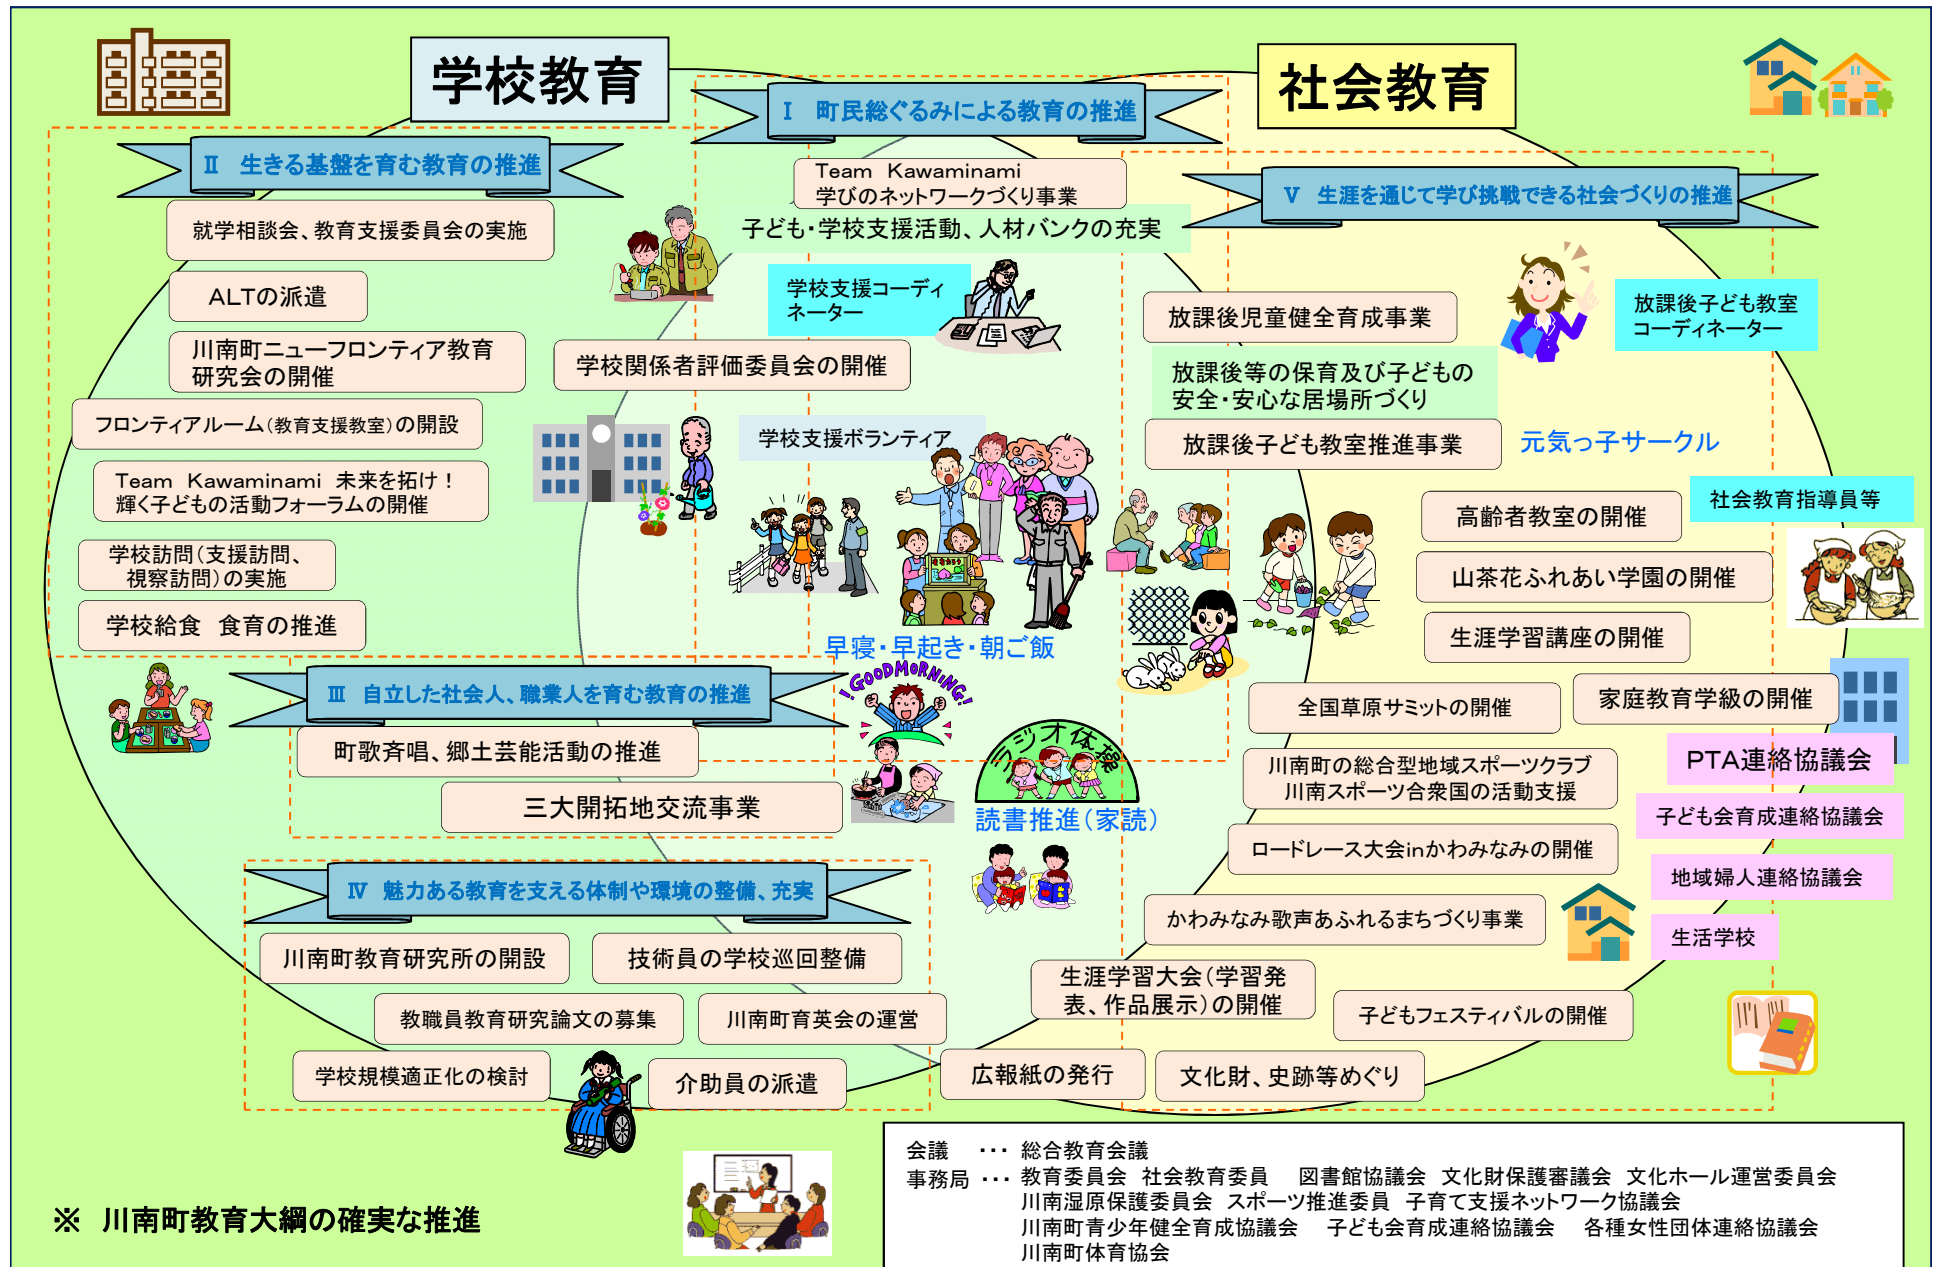 学校教育
社会教育
Ⅰ 町民総ぐるみによる教育の推進
Team Kawaminami
学びのネットワークづくり事業
子ども・学校支援活動、人材バンクの充実
学校支援コーディ
ネーター
学校関係者評価委員会の開催
学校支援ボランティア
早寝・早起き・朝ご飯
!GOODMORNING!
ラジオ体操
読書推進(家読)
Ⅱ 生きる基盤を育む教育の推進
就学相談会、教育支援委員会の実施
ALTの派遣
川南町ニューフロンティア教育
研究会の開催
フロンティアルーム(教育支援教室)の開設
Team Kawaminami 未来を拓け!
輝く子どもの活動フォーラムの開催
学校訪問(支援訪問、
視察訪問)の実施
学校給食 食育の推進
Ⅲ 自立した社会人、職業人を育む教育の推進
町歌斉唱、郷土芸能活動の推進
三大開拓地交流事業
Ⅳ 魅力ある教育を支える体制や環境の整備、充実
川南町教育研究所の開設
技術員の学校巡回整備
教職員教育研究論文の募集
川南町育英会の運営
学校規模適正化の検討
介助員の派遣
Ⅴ 生涯を通じて学び挑戦できる社会づくりの推進
放課後児童健全育成事業
放課後子ども教室
コーディネーター
放課後等の保育及び子どもの
安全・安心な居場所づくり
放課後子ども教室推進事業
元気っ子サークル
高齢者教室の開催
社会教育指導員等
山茶花ふれあい学園の開催
生涯学習講座の開催
全国草原サミットの開催
家庭教育学級の開催
川南町の総合型地域スポーツクラブ
川南スポーツ合衆国の活動支援
PTA連絡協議会
子ども会育成連絡協議会
ロードレース大会inかわみなみの開催
地域婦人連絡協議会
かわみなみ歌声あふれるまちづくり事業
生活学校
生涯学習大会(学習発
表、作品展示)の開催
子どもフェスティバルの開催
広報紙の発行
文化財、史跡等めぐり
※ 川南町教育大綱の確実な推進
会議 ・・・ 総合教育会議
事務局 ・・・ 教育委員会 社会教育委員 図書館協議会 文化財保護審議会 文化ホール運営委員会
川南湿原保護委員会 スポーツ推進委員 子育て支援ネットワーク協議会
川南町青少年健全育成協議会 子ども会育成連絡協議会 各種女性団体連絡協議会
川南町体育協会